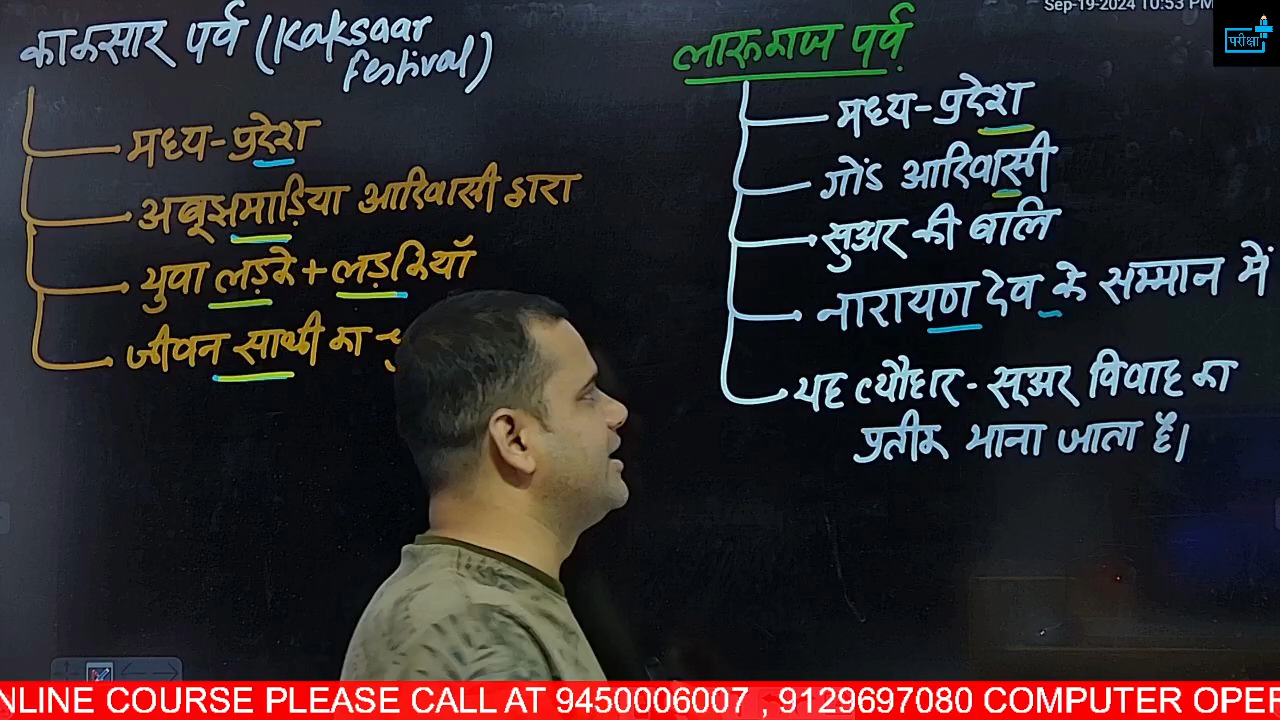 Sep-19-2024 10:53 PM
परीक्षा
काकसार पर्व (Kaksaar
festival)
मध्य-प्रदेश
अबूझमाड़िया आदिवासी द्वारा
युवा लड़के + लड़कियाँ
जीवन साथी का
लारूकाज पर्व
मध्य-प्रदेश
गोंड आदिवासी
सुअर की बलि
नारायण देव के सम्मान में
यह त्यौहार - सूअर विवाह का
प्रतीक माना जाता है।
NLINE COURSE PLEASE CALL AT 9450006007 , 9129697080 COMPUTER OPER